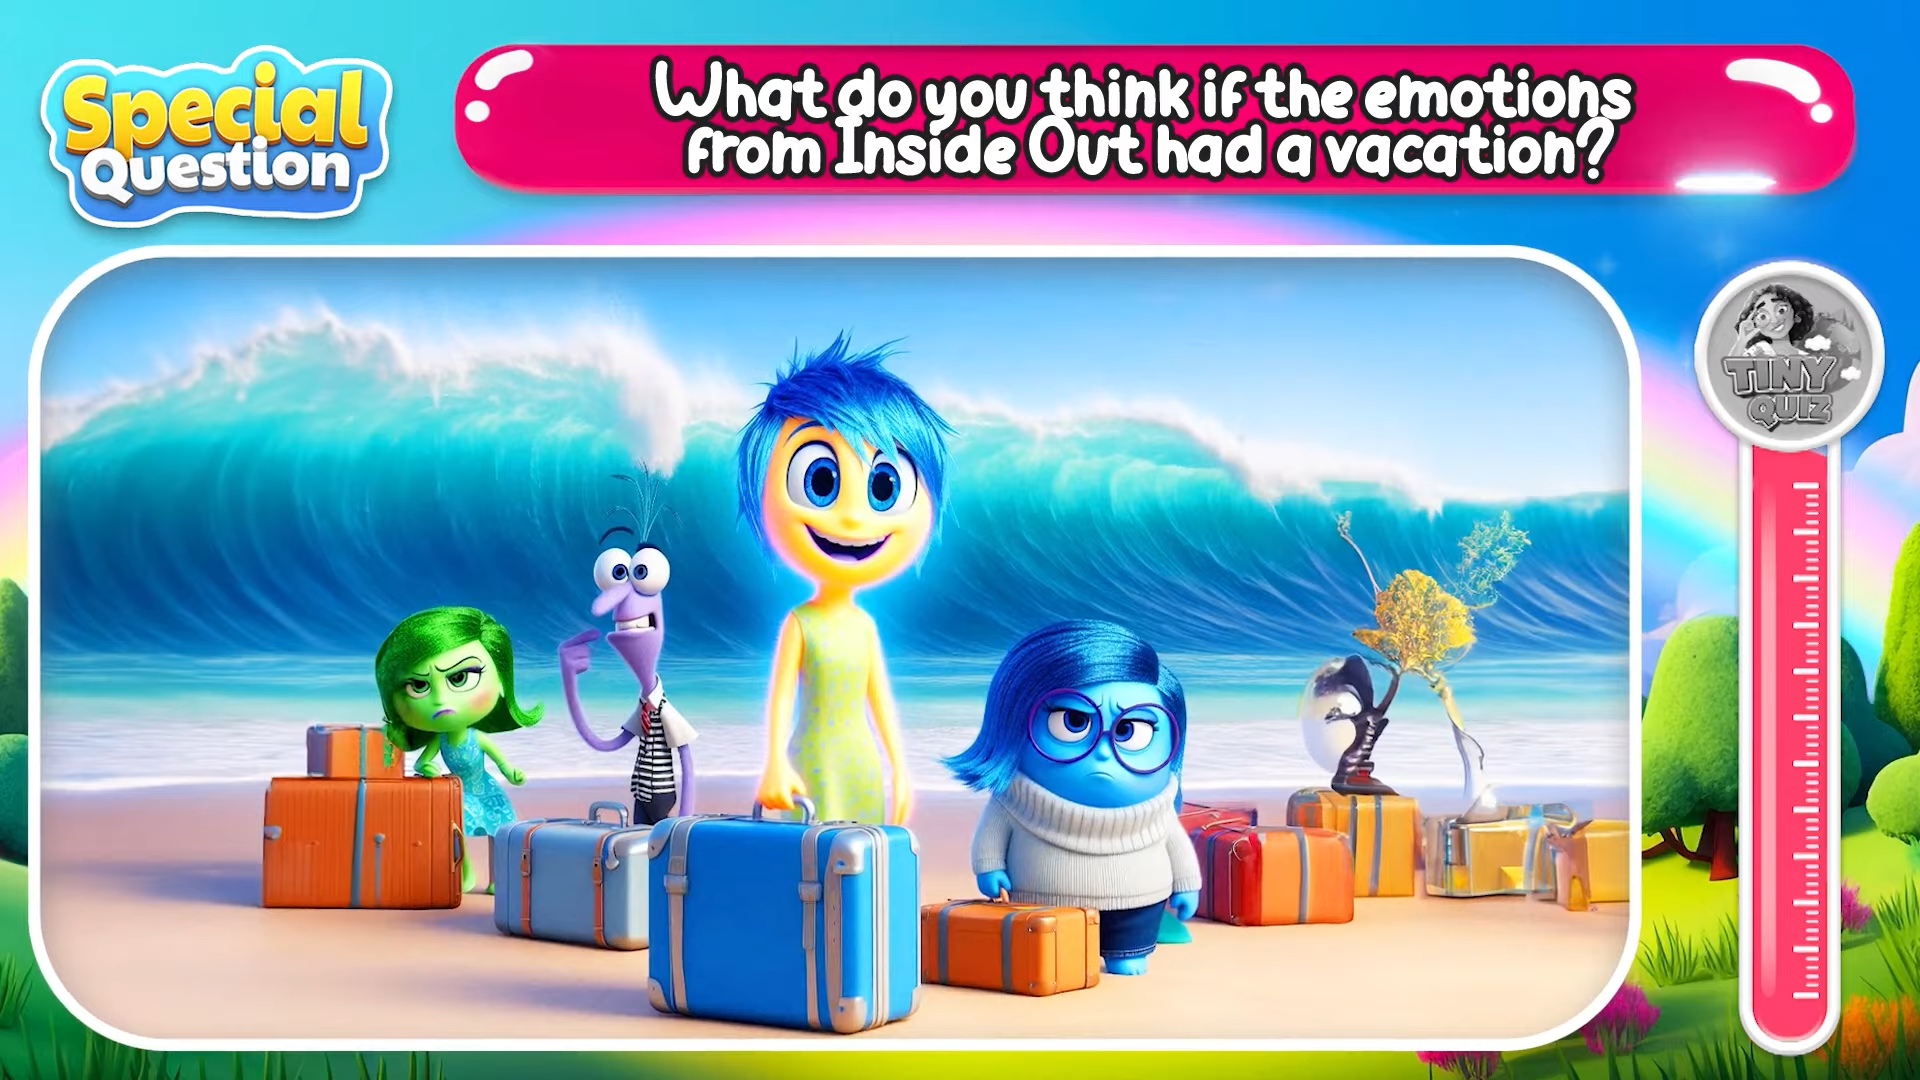 Special
Question
What do you think if the emotions
from Inside Out had a vacation?
TINY
QUIZ